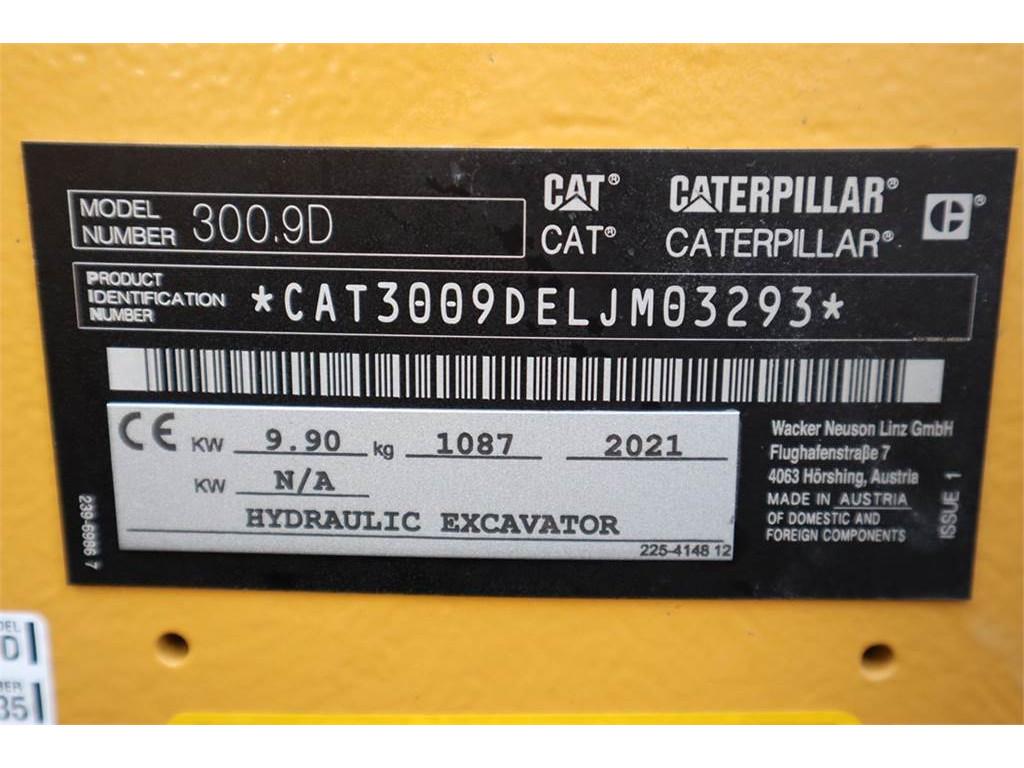 CAT® CATERPILLAR®
CAT® CATERPILLAR®
C E®
MODEL
NUMBER 300.9D
PRODUCT
IDENTIFICATION
NUMBER
*CAT3009DELJM03293*
CE KW 9.90 kg 1087 2021
KW N/A
HYDRAULIC EXCAVATOR
225-4148 12
239-6986 7
Wacker Neuson Linz GmbH
Flughafenstraße 7
4063 Hörshing, Austria
MADE IN AUSTRIA
OF DOMESTIC AND
FOREIGN COMPONENTS
ISSUE 1
D
35